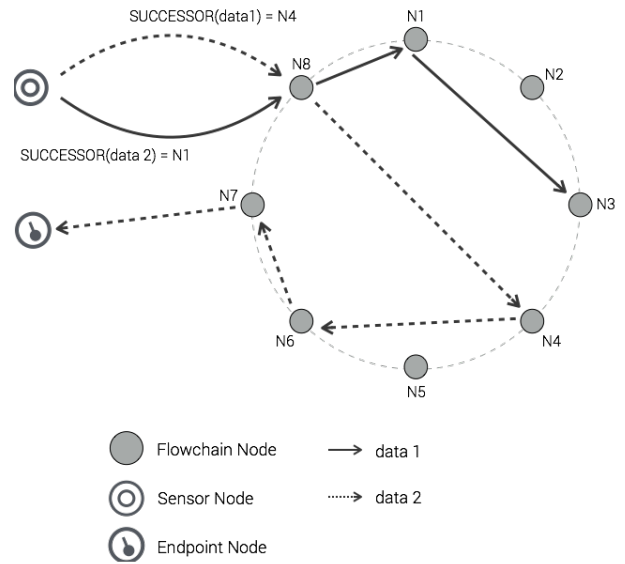 SUCCESSOR(data1) = N4
N1
N8
N2
SUCCESSOR(data 2) = N1
N7
N3
N6
N4
N5
Flowchain Node
data 1
Sensor Node
data 2
Endpoint Node